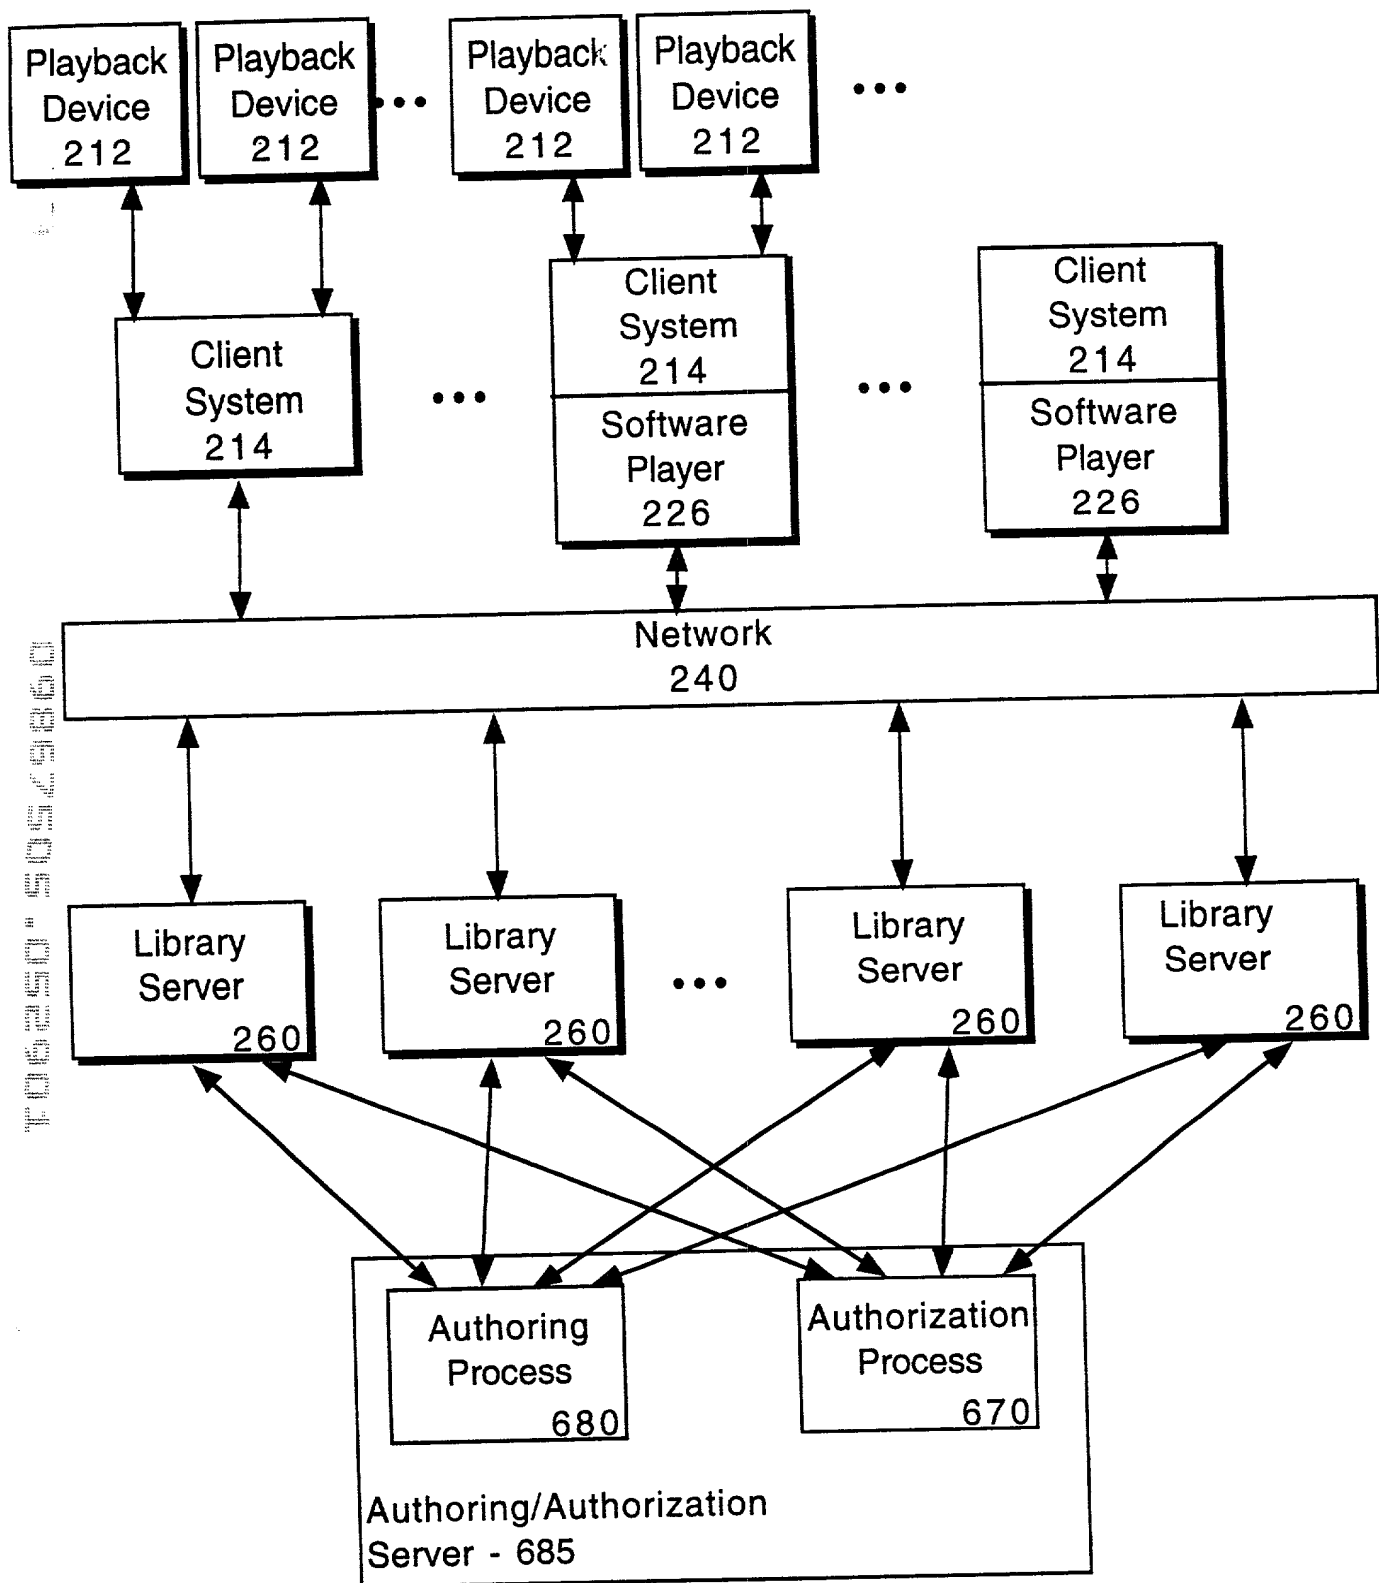 Playback
Device
212
Playback
Device
212
Playback
Device
212
Playback
Device
212
Client
System
214
Client
System
214
Software
Player
226
Client
System
214
Software
Player
226
Network
240
Library
Server
260
Library
Server
260
Library
Server
260
Library
Server
260
Authoring
Process
680
Authorization
Process
670
Authoring/Authorization
Server - 685